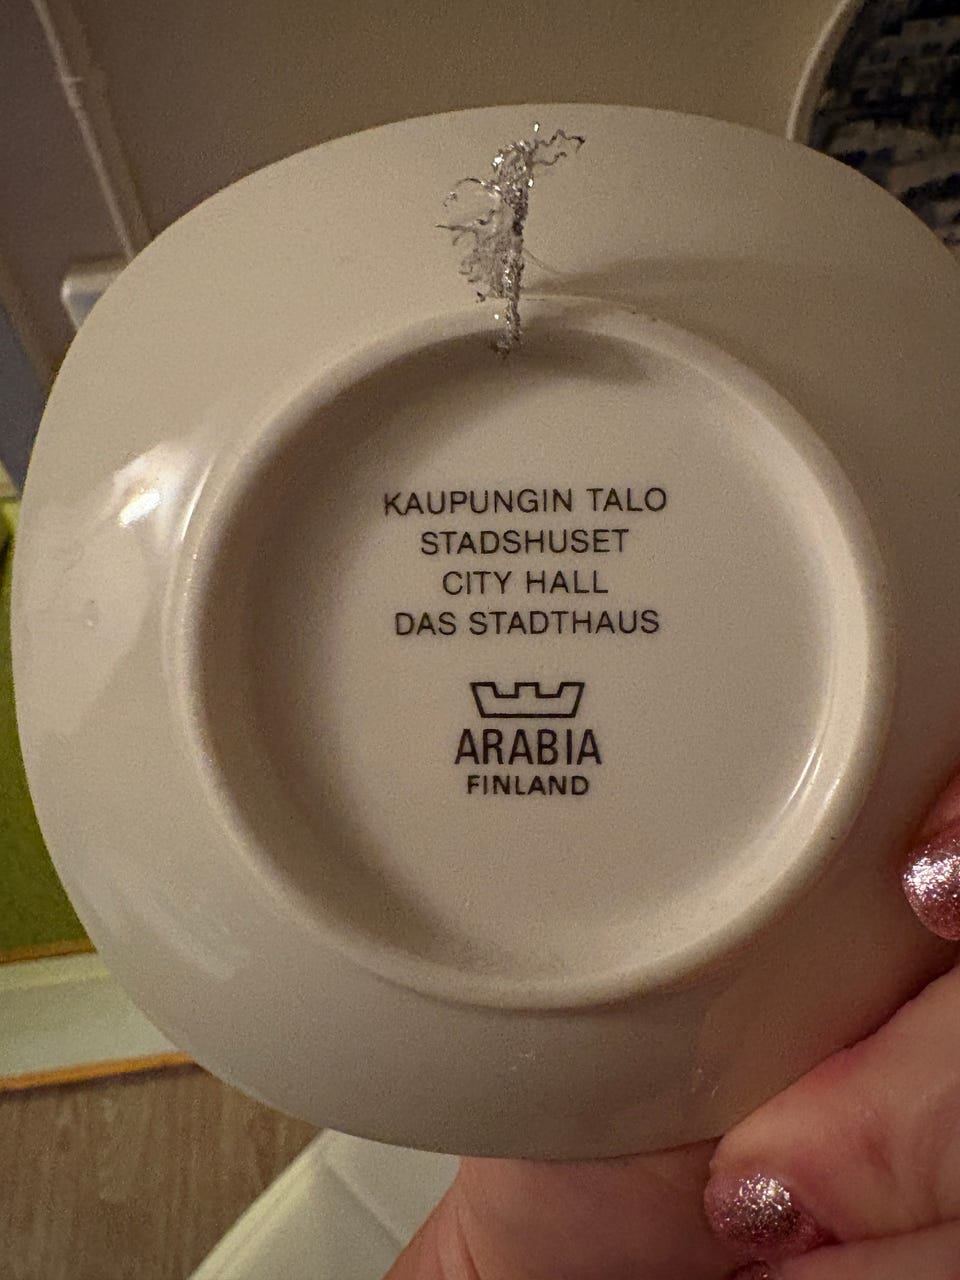 KAUPUNGIN TALO
STADSHUSET
CITY HALL
DAS STADTHAUS
ARABIA
FINLAND